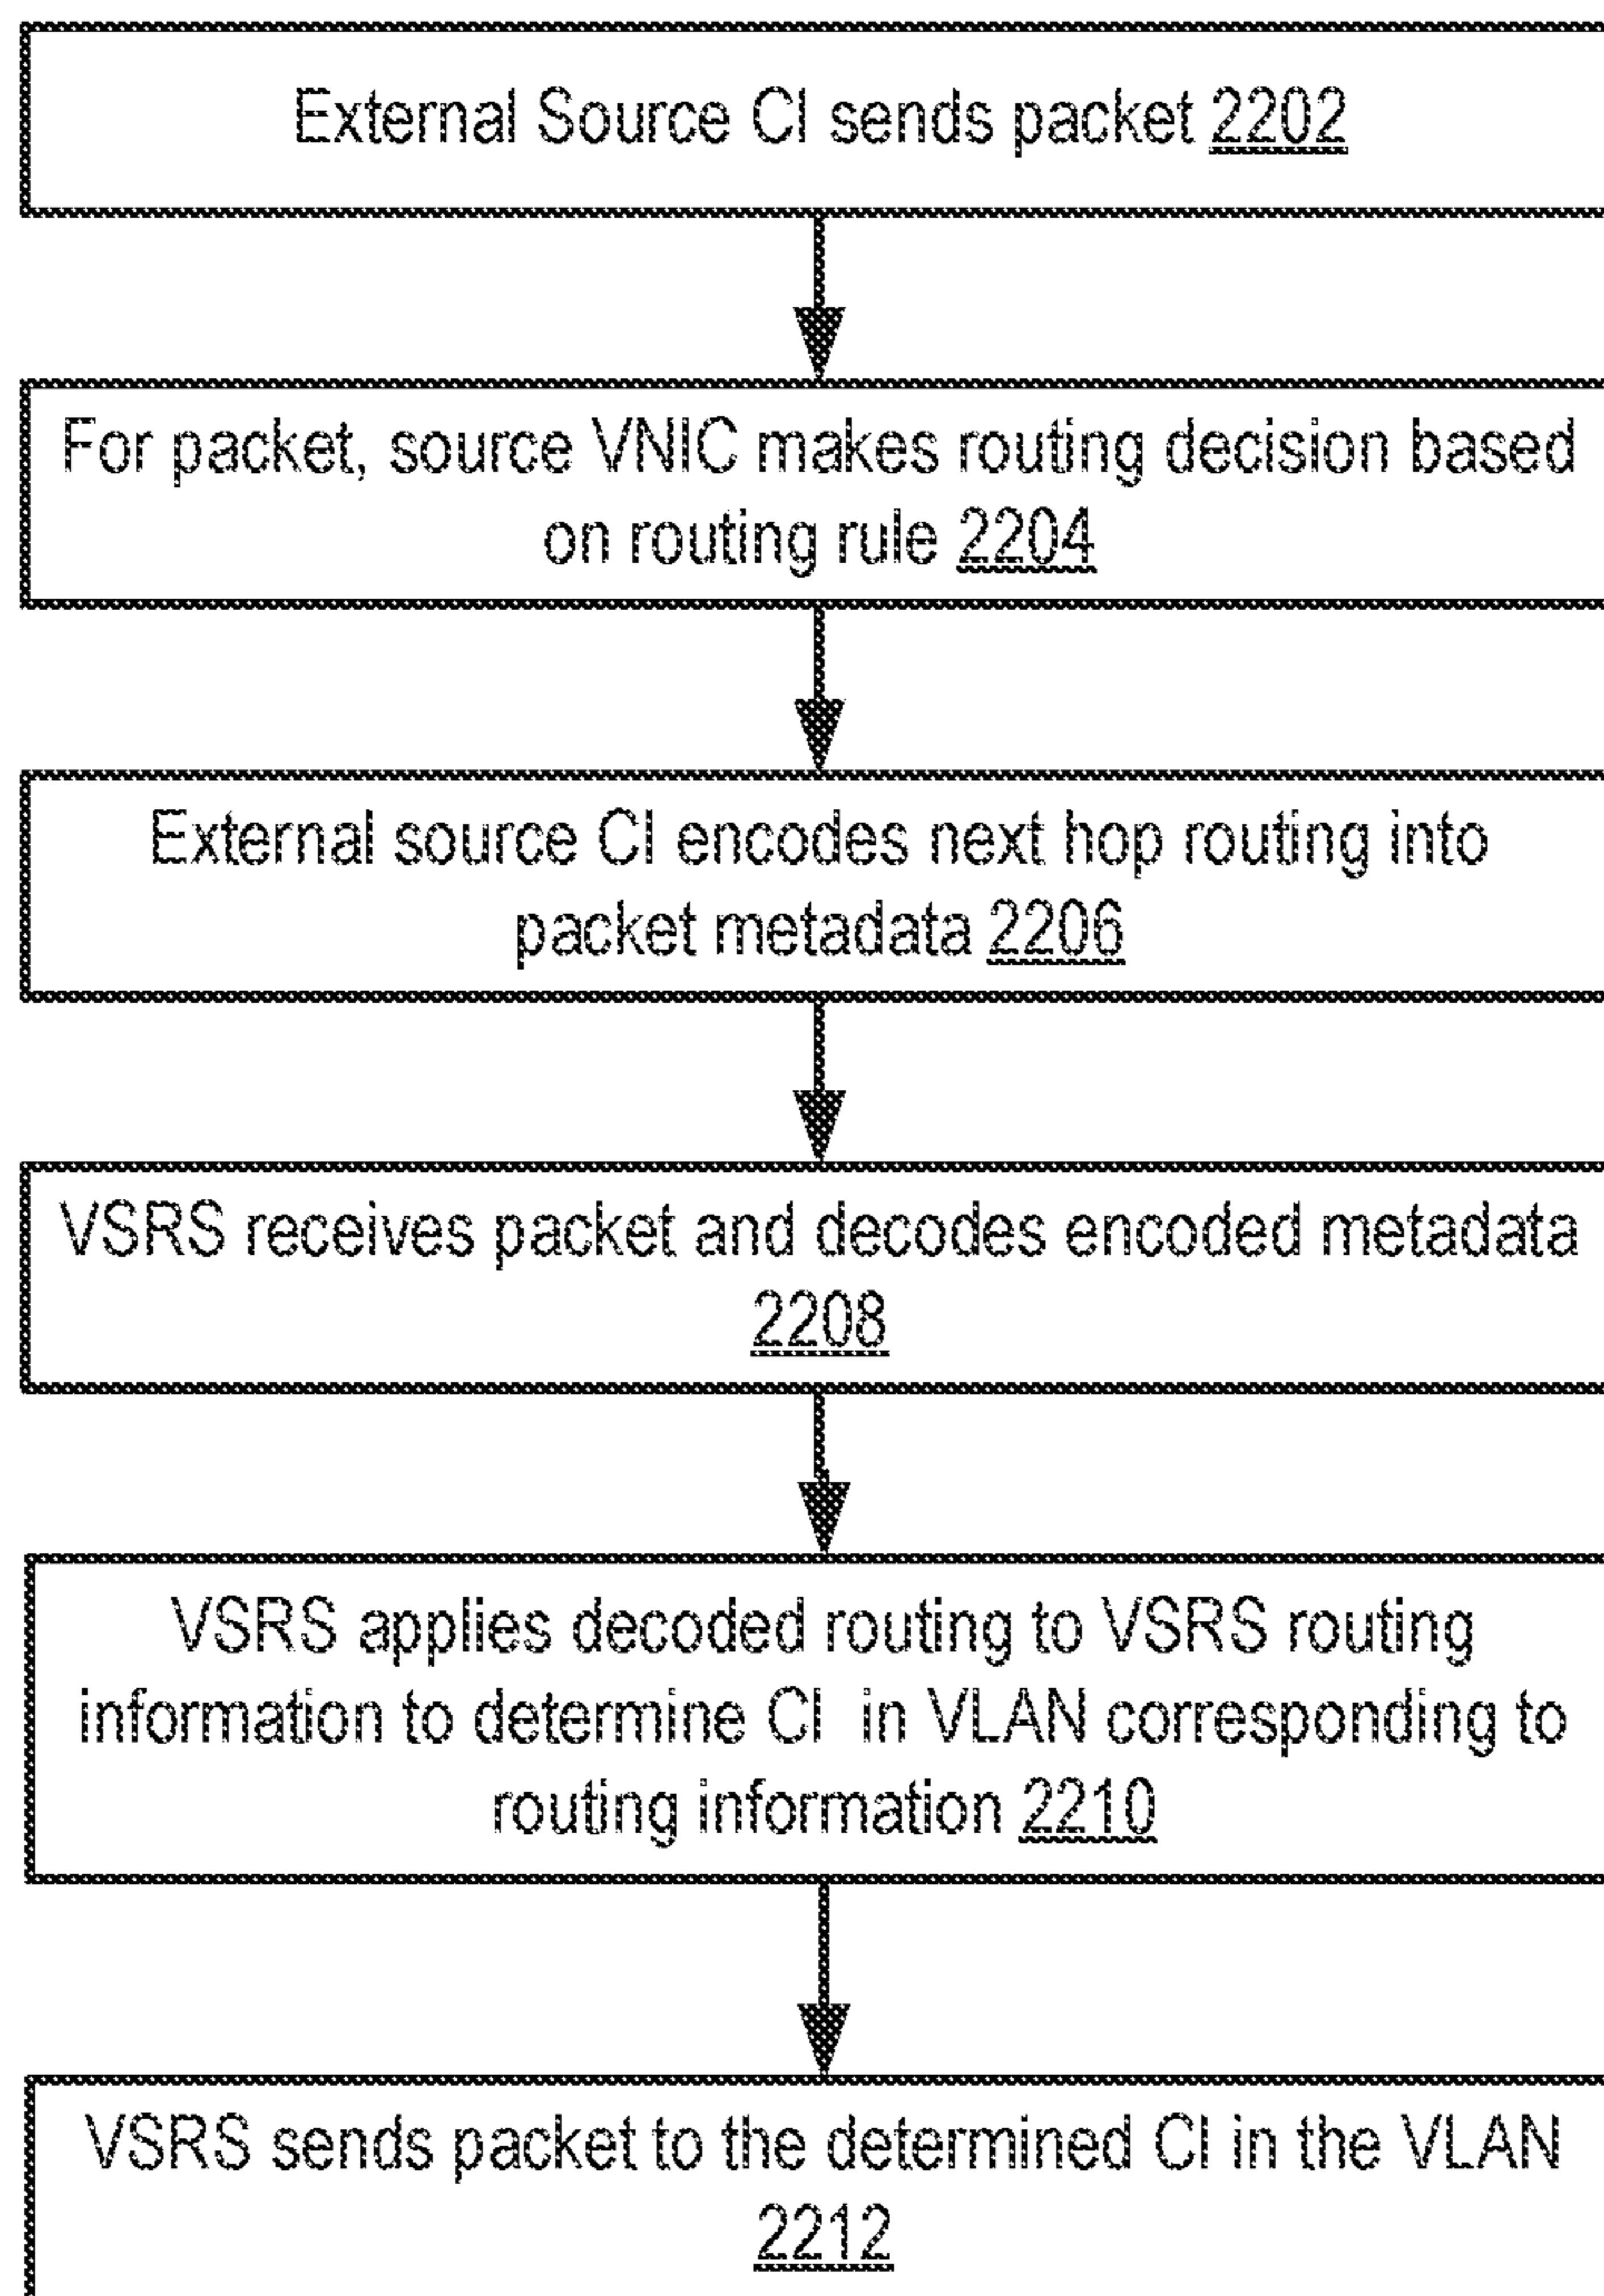 External Source CI sends packet 2202
For packet, source VNIC makes routing decision based
on routing rule 2204
External source CI encodes next hop routing into
packet metadata 2206
VSRS receives packet and decodes encoded metadata
2208
VSRS applies decoded routing to VSRS routing
information to determine CI in VLAN corresponding to
routing information 2210
VSRS sends packet to the determined CI in the VLAN
2212